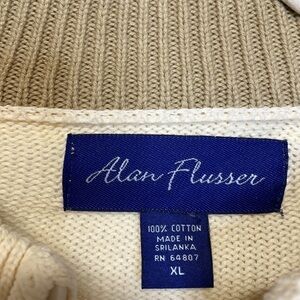 Alan Flusser
100% COTTON
MADE IN
SRILANKA
RN 64807
XL